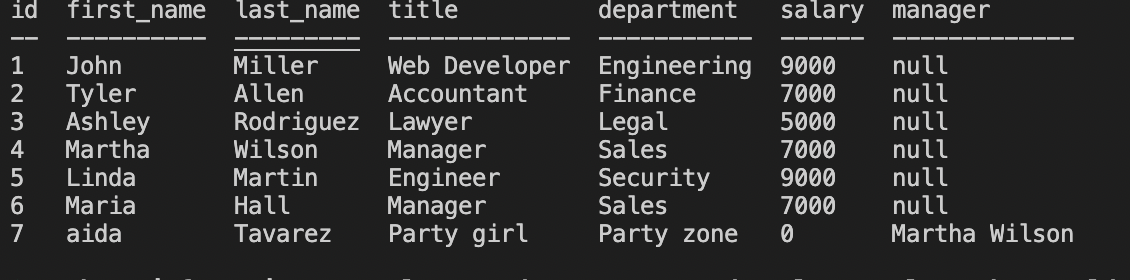 id  first_name  last_name  title          department   salary  manager
--  ----------  ---------  -------------  -----------  ------  -------------
1   John        Miller     Web Developer  Engineering  9000    null
2   Tyler       Allen      Accountant     Finance      7000    null
3   Ashley      Rodriguez  Lawyer         Legal        5000    null
4   Martha      Wilson     Manager        Sales        7000    null
5   Linda       Martin     Engineer       Security     9000    null
6   Maria       Hall       Manager        Sales        7000    null
7   aida        Tavarez    Party girl     Party zone   0       Martha Wilson